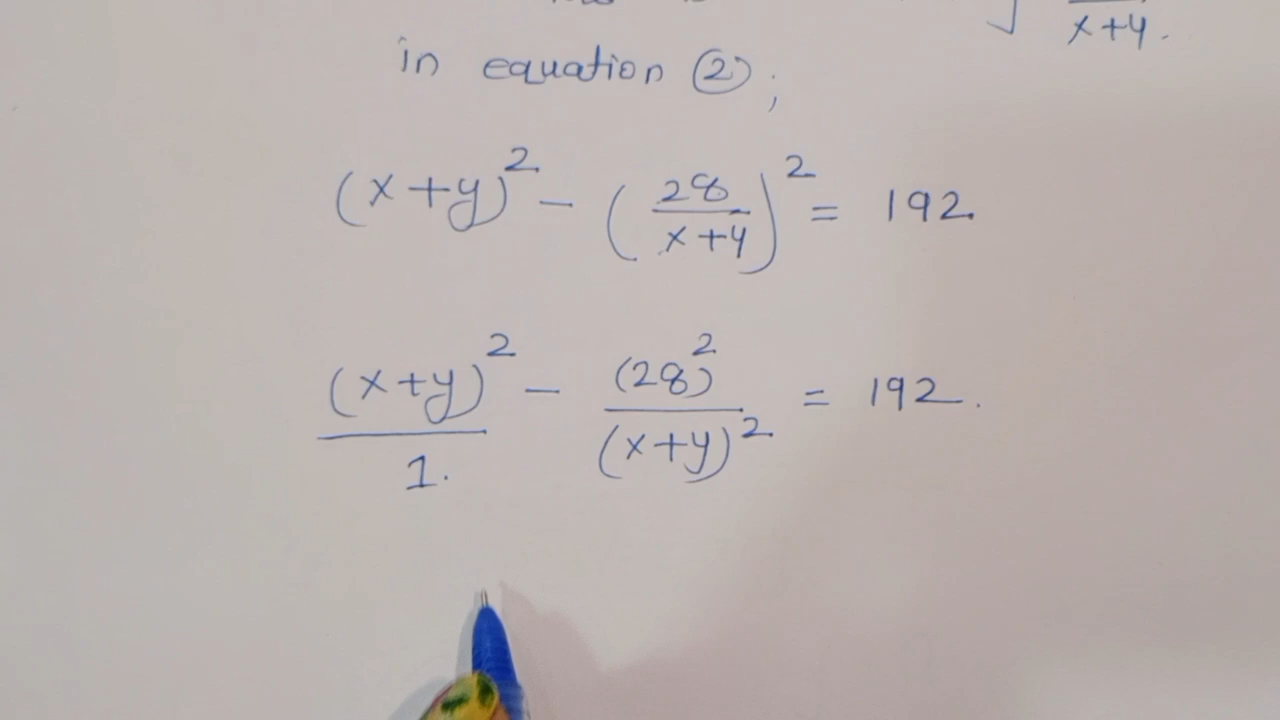 x+y.
in equation ②;
(x+y)² - (28/(x+y))² = 192.
(x+y)²/1. - (28)²/(x+y)² = 192.